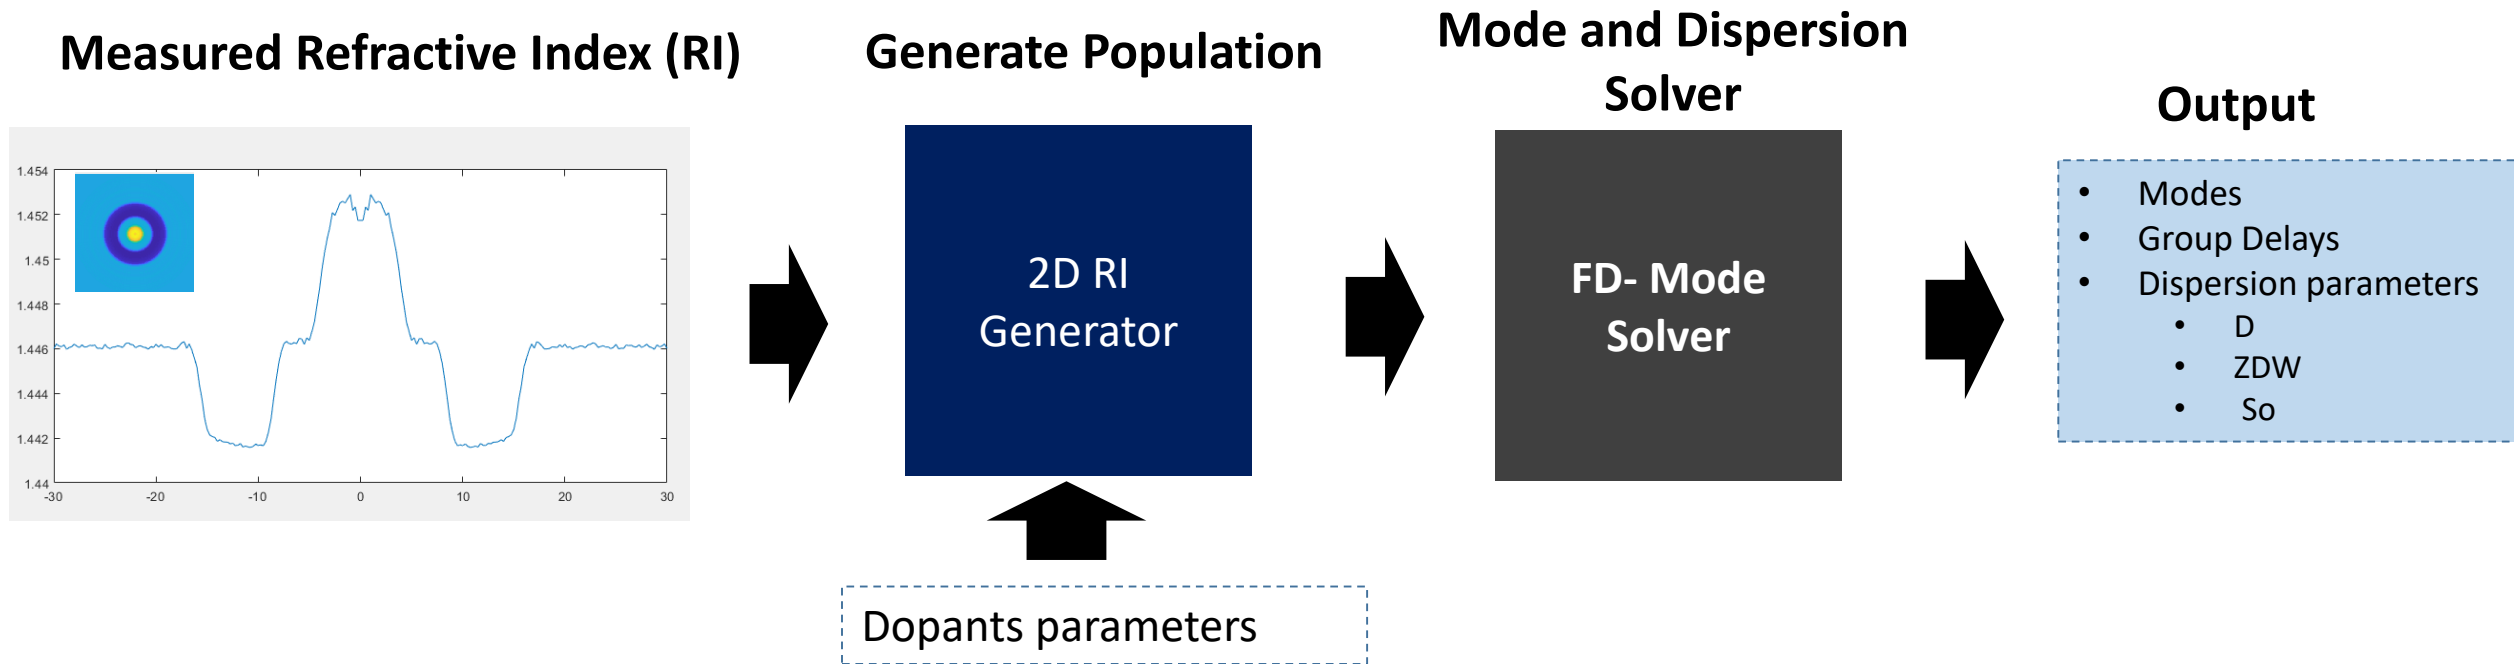 Measured Refractive Index (RI)
1.454
1.452
1.45
1.448
1.446
1.444
1.442
1.44
-30
-20
-10
0
10
20
30
Generate Population
2D RI
Generator
Dopants parameters
Mode and Dispersion
Solver
FD- Mode
Solver
Output
• Modes
• Group Delays
• Dispersion parameters
• D
• ZDW
• So